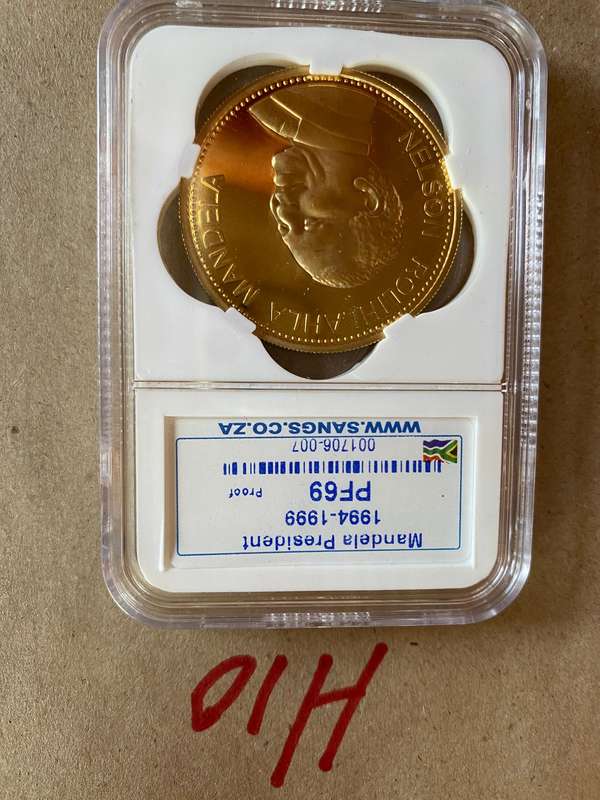 NELSON ROLIHLAHLA MANDELA
Mandela President
1994-1999
PF69 Proof
001706-007
WWW.SANGS.CO.ZA
H10